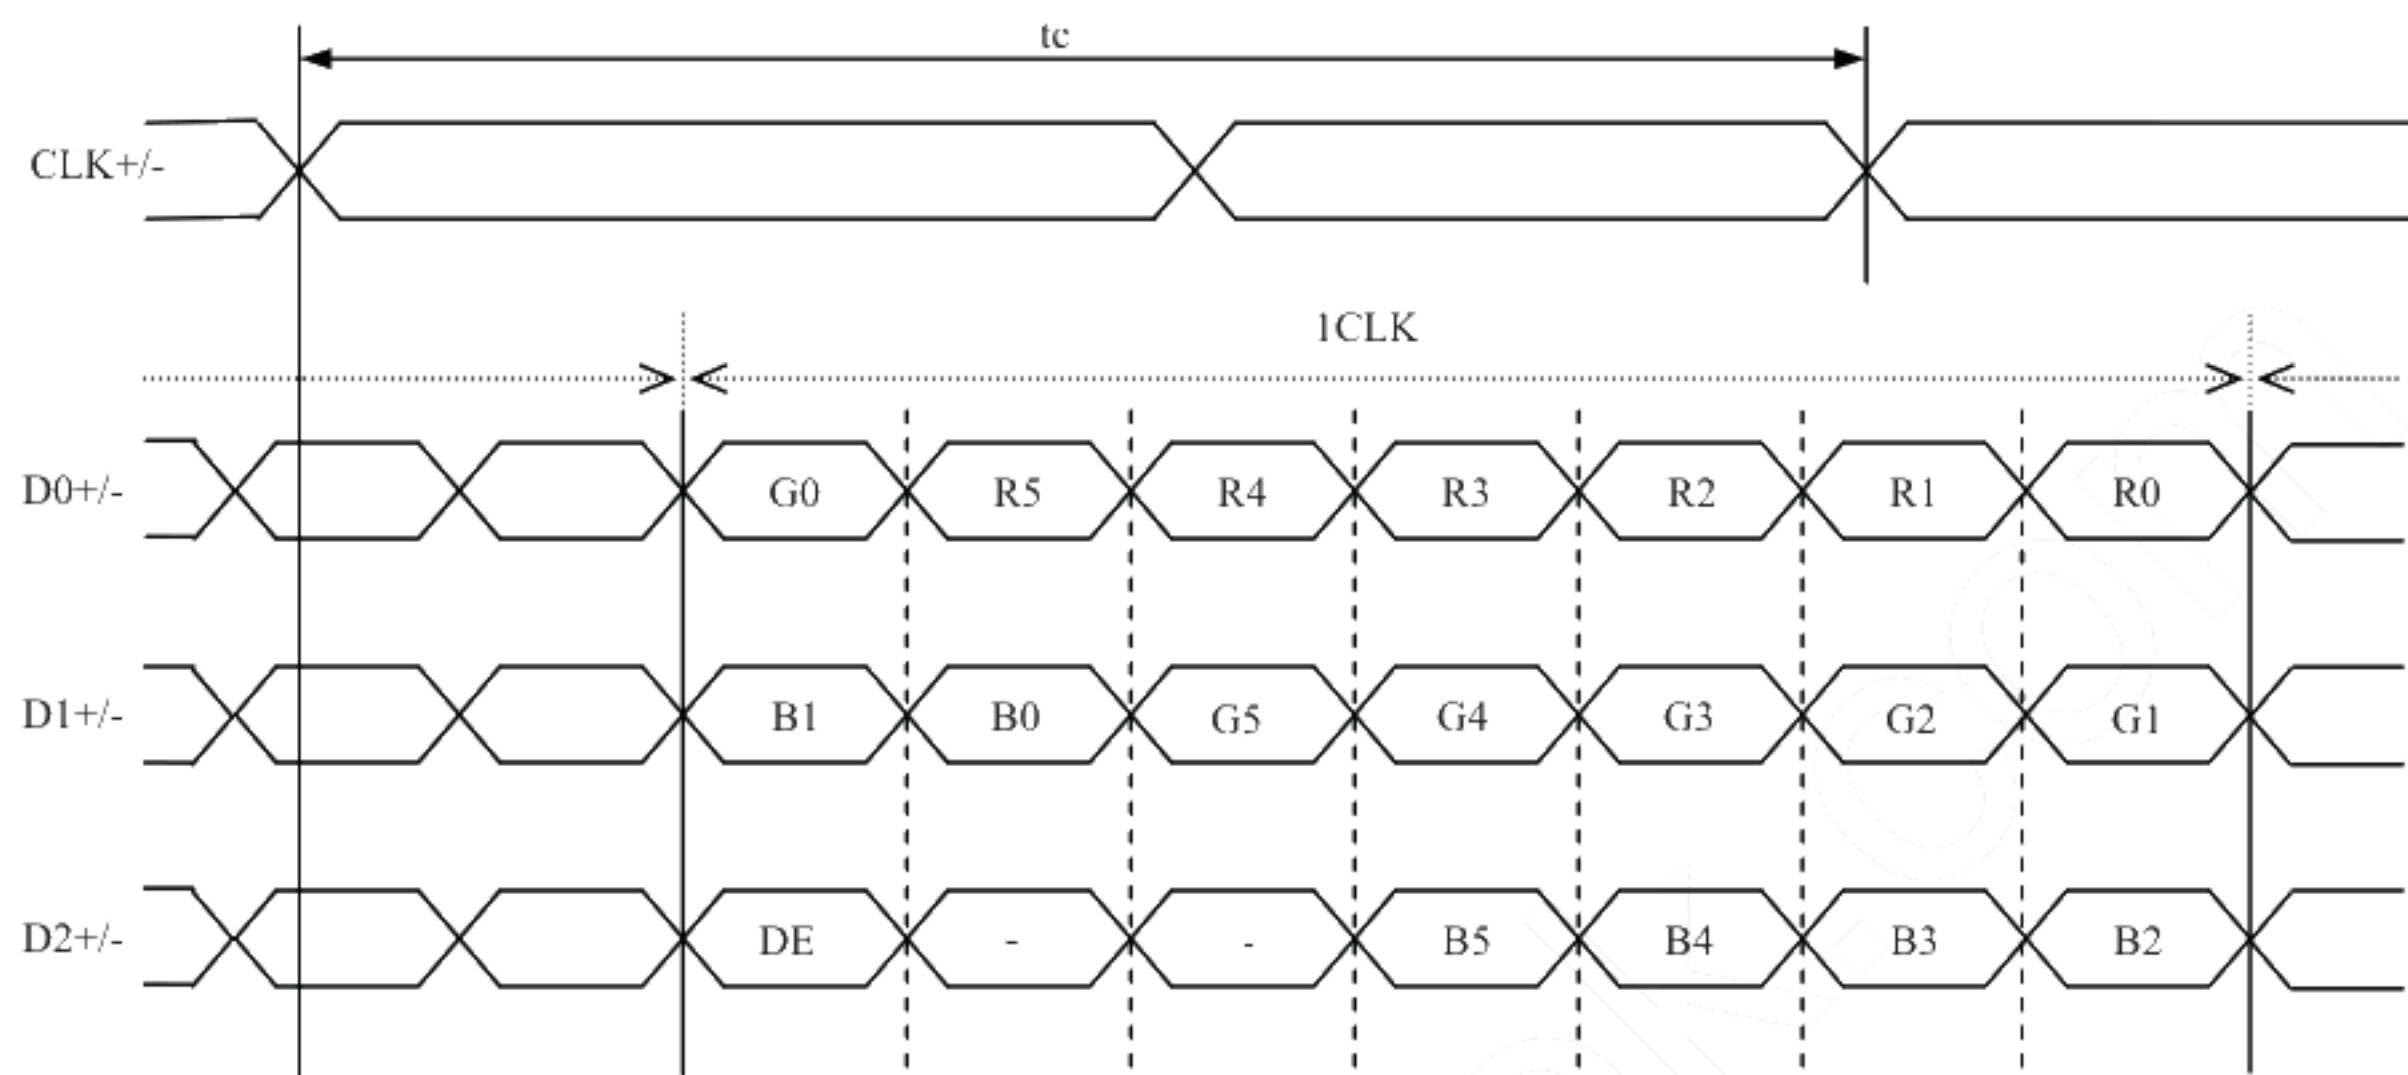 tc
CLK+/-
1CLK
D0+/- G0 R5 R4 R3 R2 R1 R0
D1+/- B1 B0 G5 G4 G3 G2 G1
D2+/- DE - - B5 B4 B3 B2